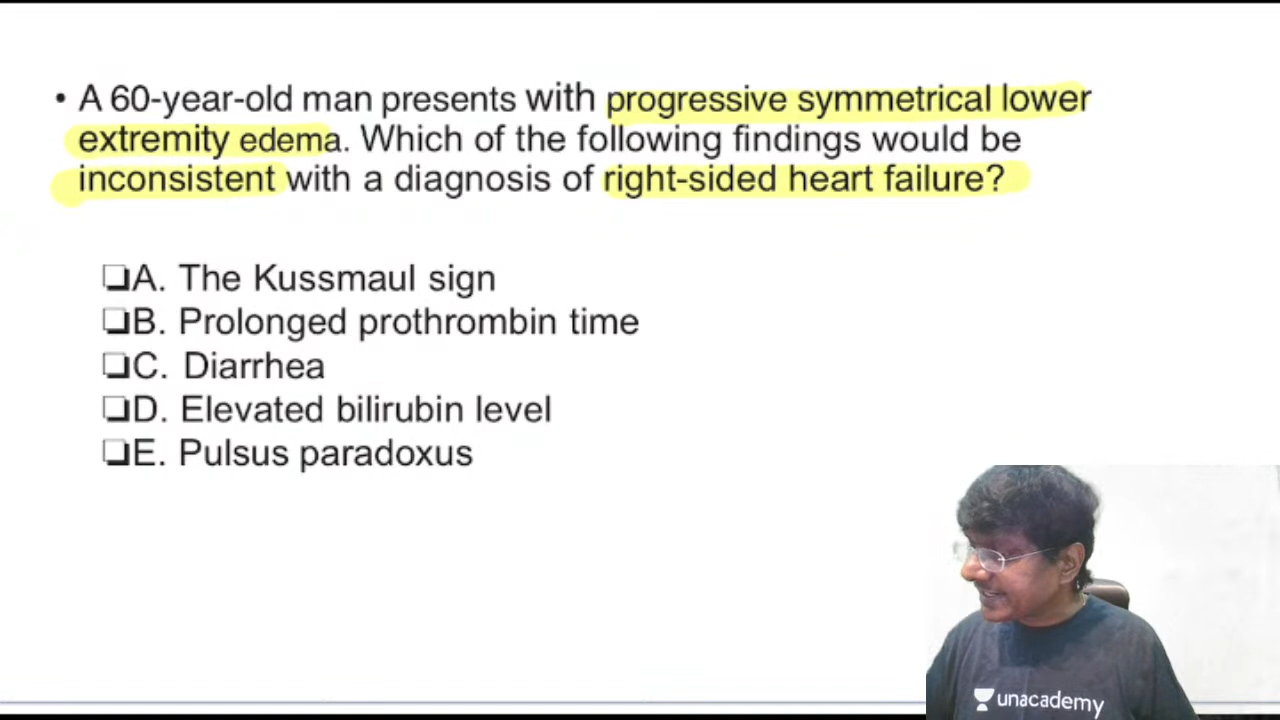 • A 60-year-old man presents with progressive symmetrical lower
extremity edema. Which of the following findings would be
inconsistent with a diagnosis of right-sided heart failure?
❑A. The Kussmaul sign
❑B. Prolonged prothrombin time
❑C. Diarrhea
❑D. Elevated bilirubin level
❑E. Pulsus paradoxus
unacademy